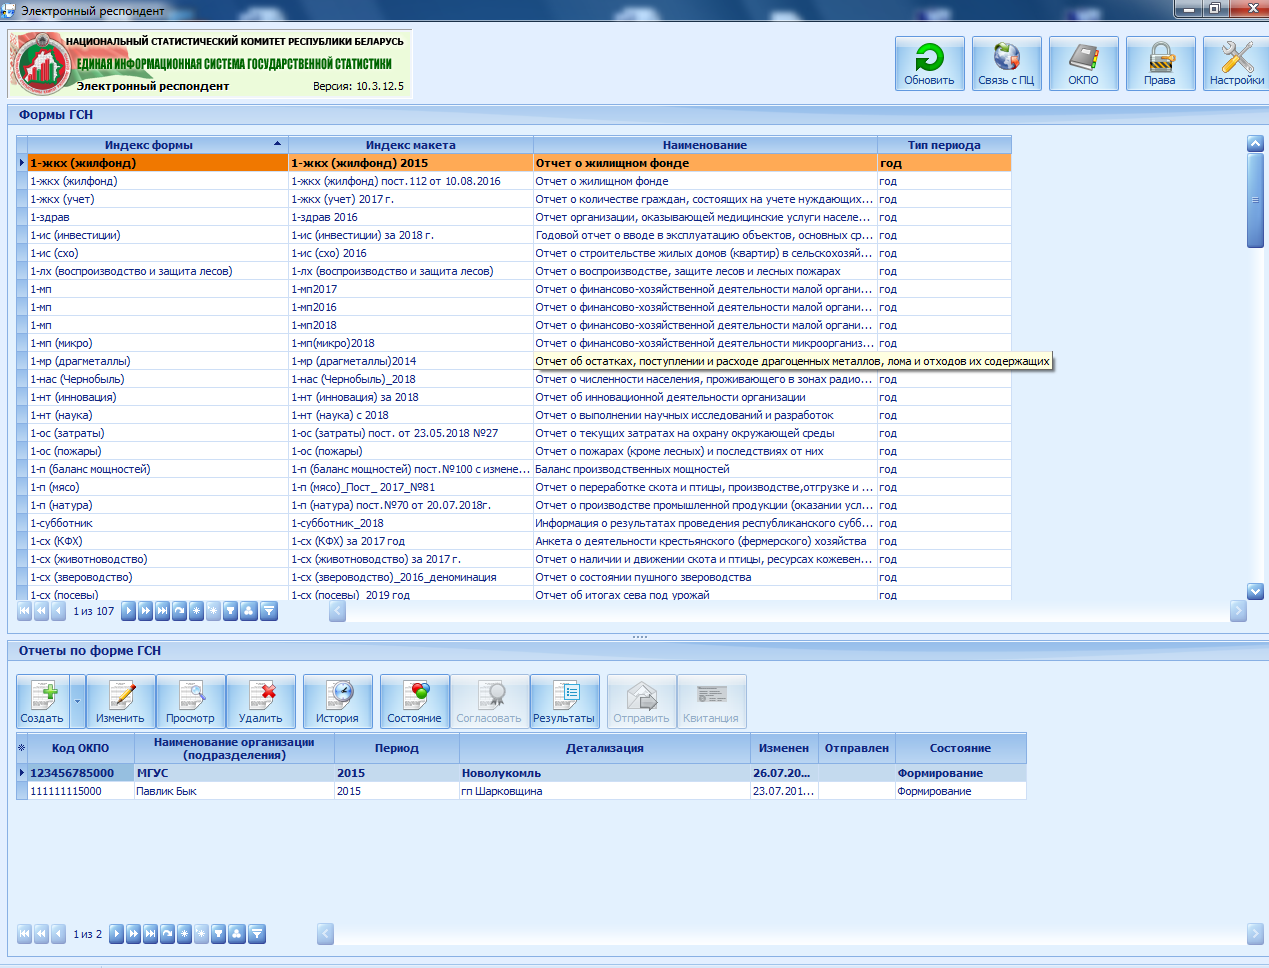 Электронный респондент
НАЦИОНАЛЬНЫЙ СТАТИСТИЧЕСКИЙ КОМИТЕТ РЕСПУБЛИКИ БЕЛАРУСЬ
ЕДИНАЯ ИНФОРМАЦИОННАЯ СИСТЕМА ГОСУДАРСТВЕННОЙ СТАТИСТИКИ
Электронный респондент Версия: 10.3.12.5
Обновить Связь с ПЦ ОКПО Права Настройки
Формы ГСН
Индекс формы Индекс макета Наименование Тип периода
1-жкх (жилфонд) 1-жкх (жилфонд) 2015 Отчет о жилищном фонде год
1-жкх (жилфонд) 1-жкх (жилфонд) пост.112 от 10.08.2016 Отчет о жилищном фонде год
1-жкх (учет) 1-жкх (учет) 2017 г. Отчет о количестве граждан, состоящих на учете нуждающих... год
1-здрав 1-здрав 2016 Отчет организации, оказывающей медицинские услуги населе... год
1-ис (инвестиции) 1-ис (инвестиции) за 2018 г. Годовой отчет о вводе в эксплуатацию объектов, основных ср... год
1-ис (схо) 1-ис (схо) 2016 Отчет о строительстве жилых домов (квартир) в сельскохозяй... год
1-лх (воспроизводство и защита лесов) 1-лх (воспроизводство и защита лесов) Отчет о воспроизводстве, защите лесов и лесных пожарах год
1-мп 1-мп2017 Отчет о финансово-хозяйственной деятельности малой органи... год
1-мп 1-мп2016 Отчет о финансово-хозяйственной деятельности малой органи... год
1-мп 1-мп2018 Отчет о финансово-хозяйственной деятельности малой органи... год
1-мп (микро) 1-мп(микро)2018 Отчет о финансово-хозяйственной деятельности микроорганиз... год
1-мр (драгметаллы) 1-мр (драгметаллы)2014 Отчет об остатках, поступлении и расходе драгоценных металлов, лома и отходов их содержащих
1-нас (Чернобыль) 1-нас (Чернобыль)_2018 Отчет о численности населения, проживающего в зонах радио... год
1-нт (инновация) 1-нт (инновация) за 2018 Отчет об инновационной деятельности организации год
1-нт (наука) 1-нт (наука) с 2018 Отчет о выполнении научных исследований и разработок год
1-ос (затраты) 1-ос (затраты) пост. от 23.05.2018 №27 Отчет о текущих затратах на охрану окружающей среды год
1-ос (пожары) 1-ос (пожары) Отчет о пожарах (кроме лесных) и последствиях от них год
1-п (баланс мощностей) 1-п (баланс мощностей) пост.№100 с измене... Баланс производственных мощностей год
1-п (мясо) 1-п (мясо)_Пост_ 2017_№81 Отчет о переработке скота и птицы, производстве,отгрузке и ... год
1-п (натура) 1-п (натура) пост.№70 от 20.07.2018г. Отчет о производстве промышленной продукции (оказании усл... год
1-субботник 1-субботник_2018 Информация о результатах проведения республиканского субб... год
1-сх (КФХ) 1-сх (КФХ) за 2017 год Анкета о деятельности крестьянского (фермерского) хозяйства год
1-сх (животноводство) 1-сх (животноводство) за 2017 г. Отчет о наличии и движении скота и птицы, ресурсах кожевен... год
1-сх (звероводство) 1-сх (звероводство)_2016_деноминация Отчет о состоянии пушного звероводства год
1-сх (посевы) 1-сх (посевы)_2019 год Отчет об итогах сева под урожай год
1 из 107
Отчеты по форме ГСН
Создать Изменить Просмотр Удалить История Состояние Согласовать Результаты Отправить Квитанция
Код ОКПО Наименование организации (подразделения) Период Детализация Изменен Отправлен Состояние
123456785000 МГУС 2015 Новолукомль 26.07.20... Формирование
111111115000 Павлик Бык 2015 гп Шарковщина 23.07.201... Формирование
1 из 2